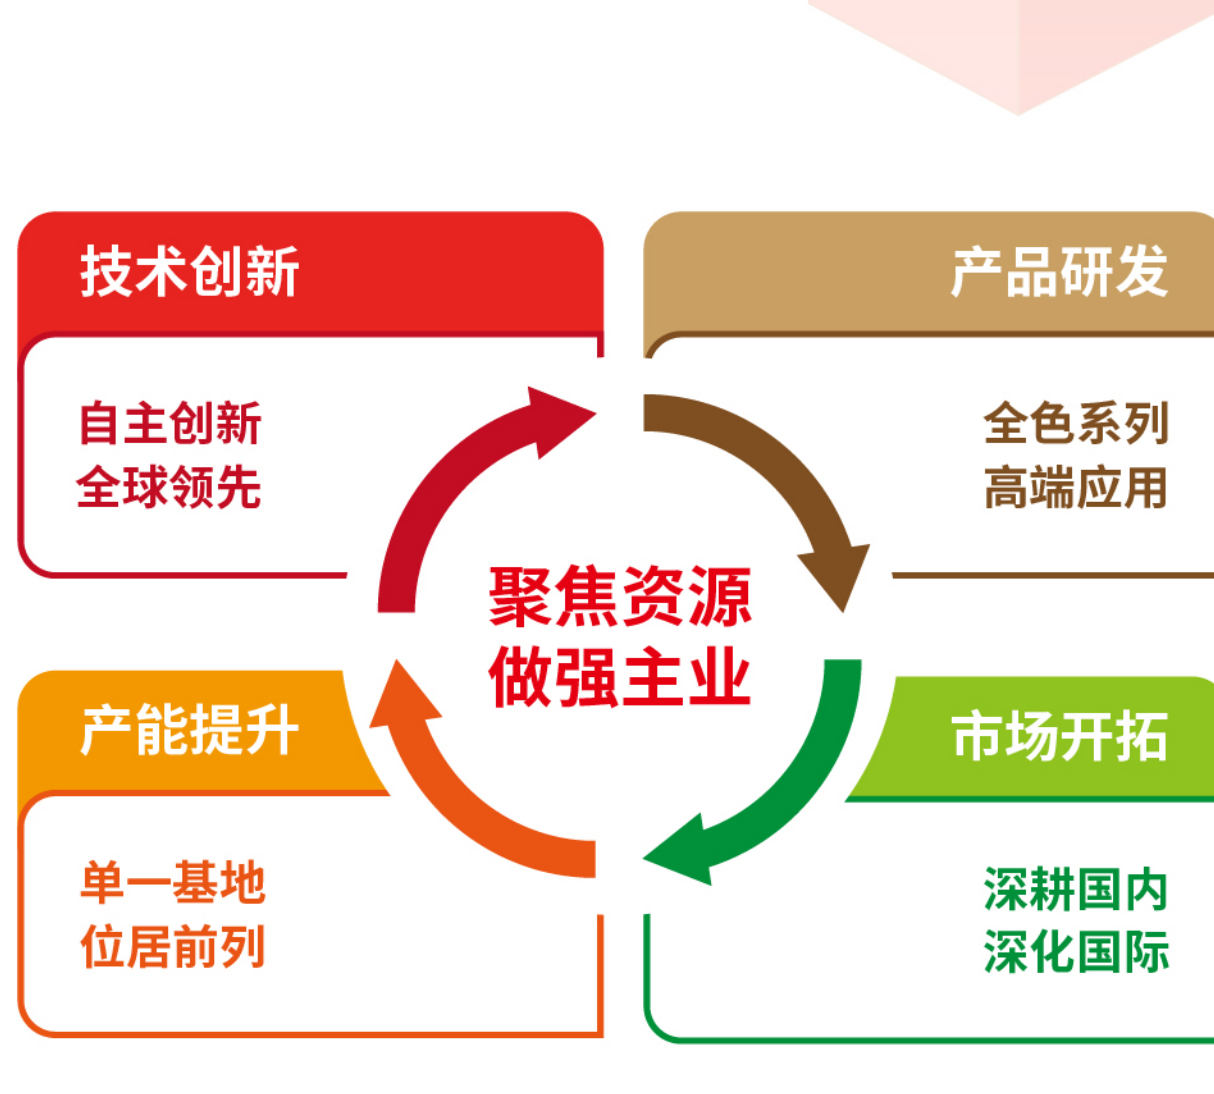 技术创新
自主创新
全球领先
产品研发
全色系列
高端应用
聚焦资源
做强主业
产能提升
单一基地
位居前列
市场开拓
深耕国内
深化国际